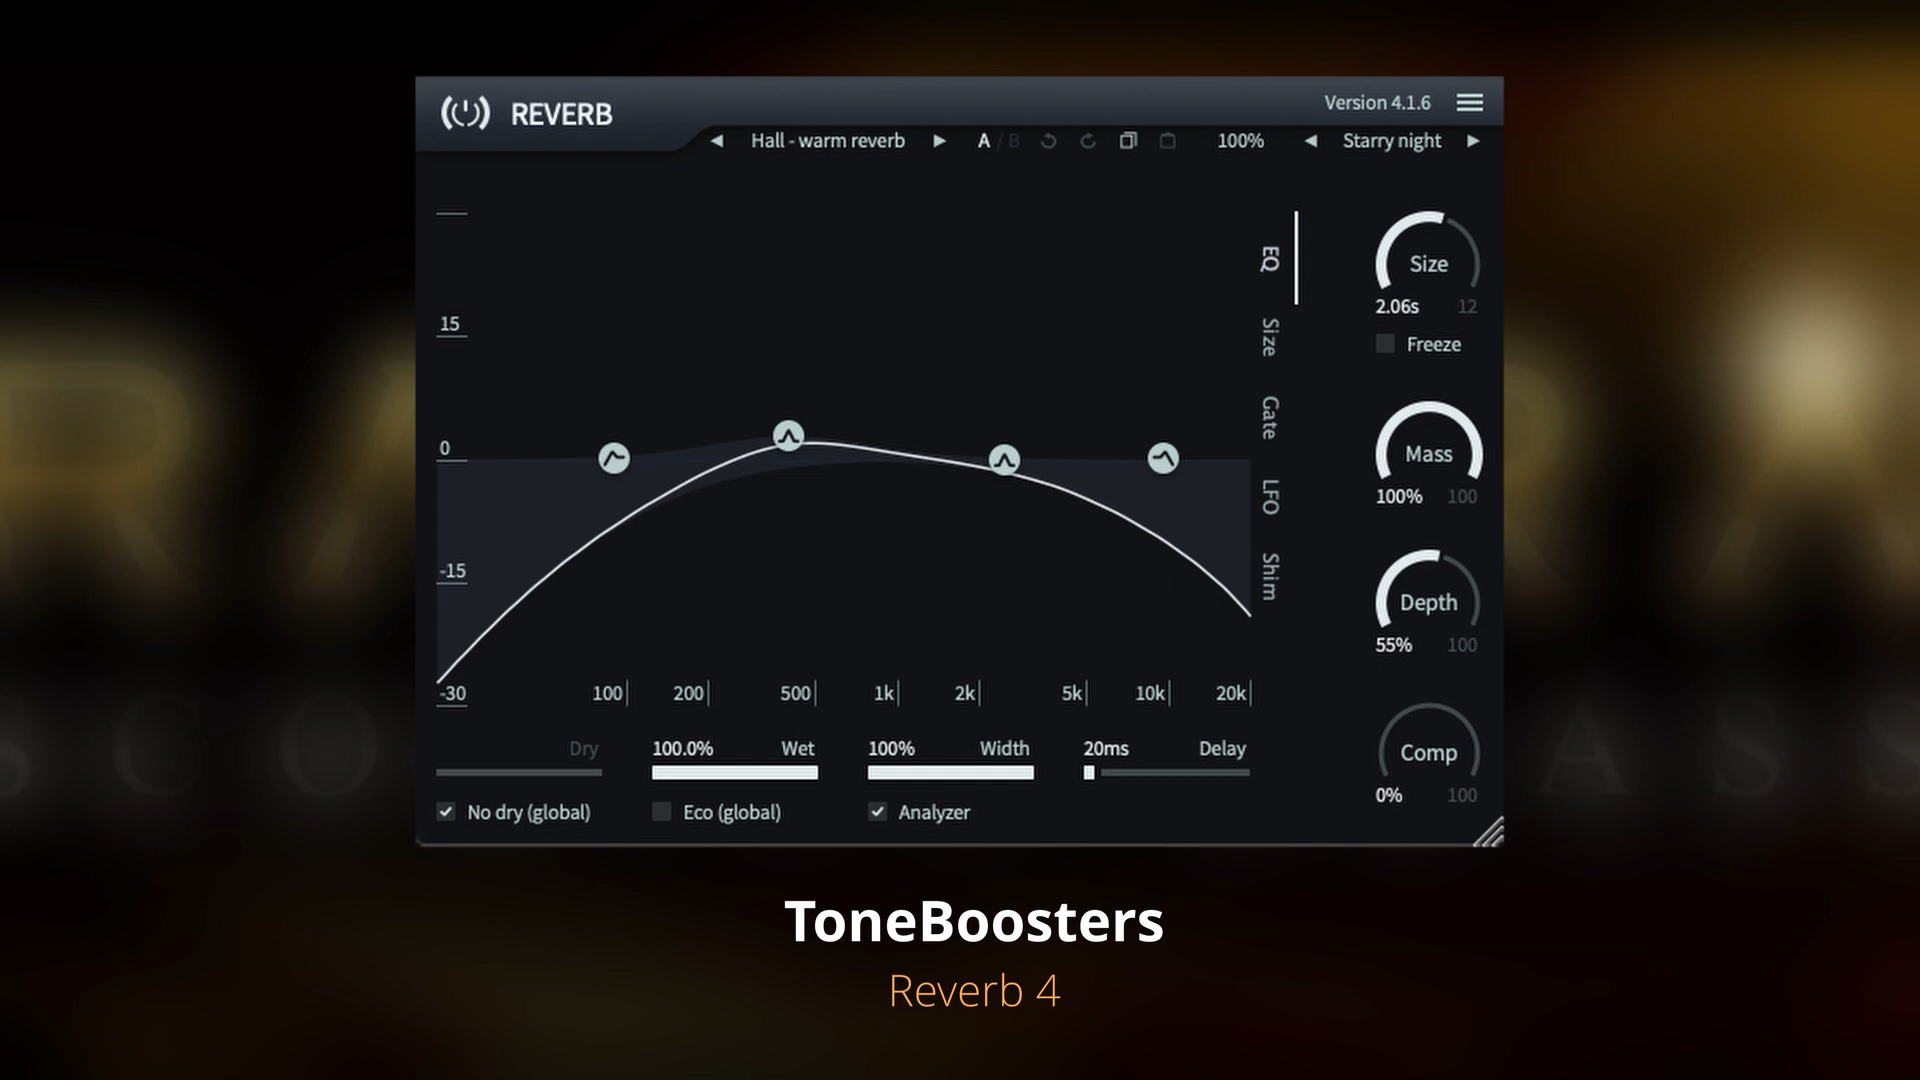 REVERB
Version 4.1.6
Hall - warm reverb A / B 100% Starry night
15
0
-15
-30
100 200 500 1k 2k 5k 10k 20k
EQ
Size
Gate
LFO
Shim
Size
2.06s 12
Freeze
Mass
100% 100
Depth
55% 100
Comp
0% 100
Dry 100.0% Wet 100% Width 20ms Delay
No dry (global) Eco (global) Analyzer
ToneBoosters
Reverb 4